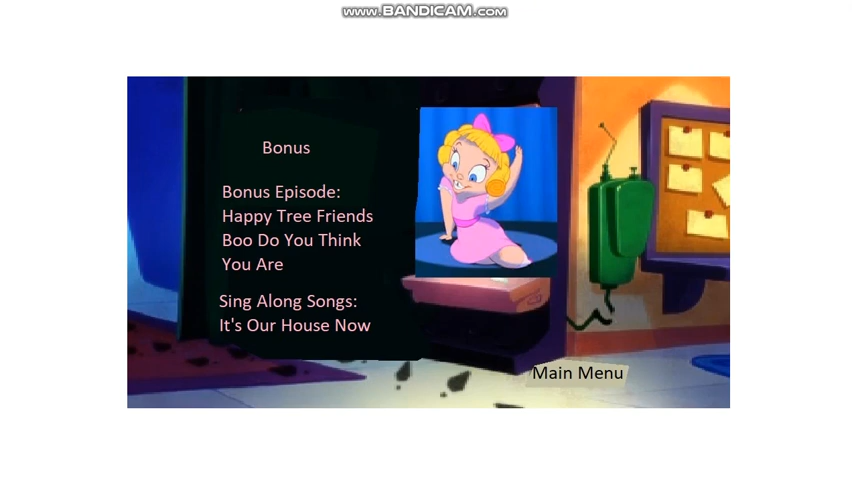 www.BANDICAM.com
Bonus
Bonus Episode:
Happy Tree Friends
Boo Do You Think
You Are
Sing Along Songs:
It's Our House Now
Main Menu